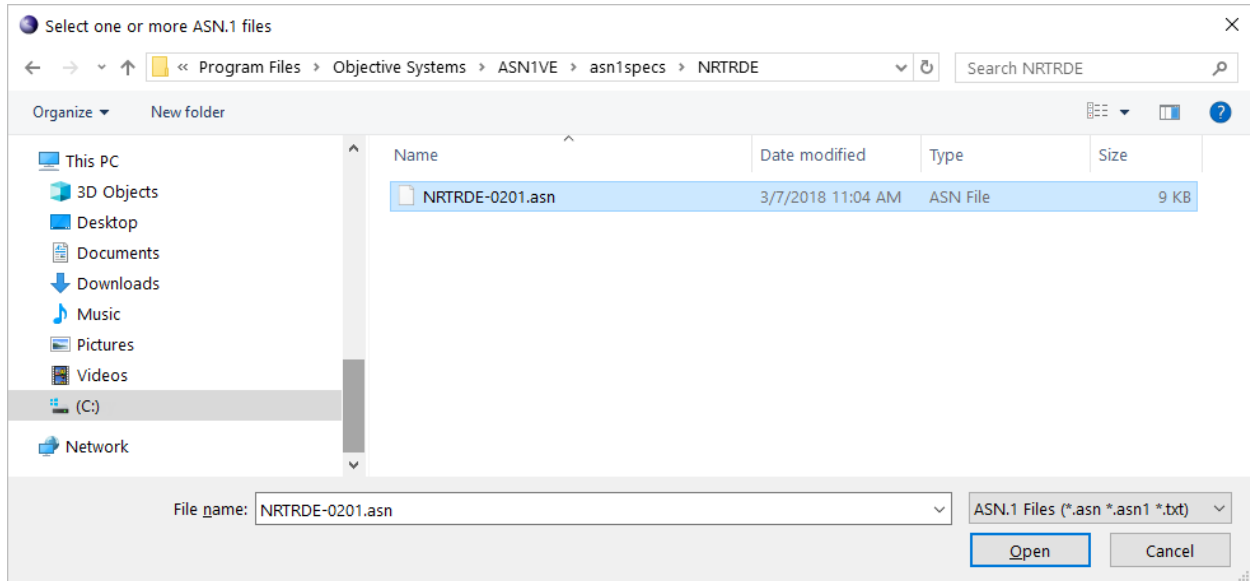 Select one or more ASN.1 files
« Program Files › Objective Systems › ASN1VE › asn1specs › NRTRDE
Search NRTRDE
Organize
New folder
This PC
3D Objects
Desktop
Documents
Downloads
Music
Pictures
Videos
(C:)
Network
Name Date modified Type Size
NRTRDE-0201.asn 3/7/2018 11:04 AM ASN File 9 KB
File name: NRTRDE-0201.asn
ASN.1 Files (*.asn *.asn1 *.txt)
Open Cancel